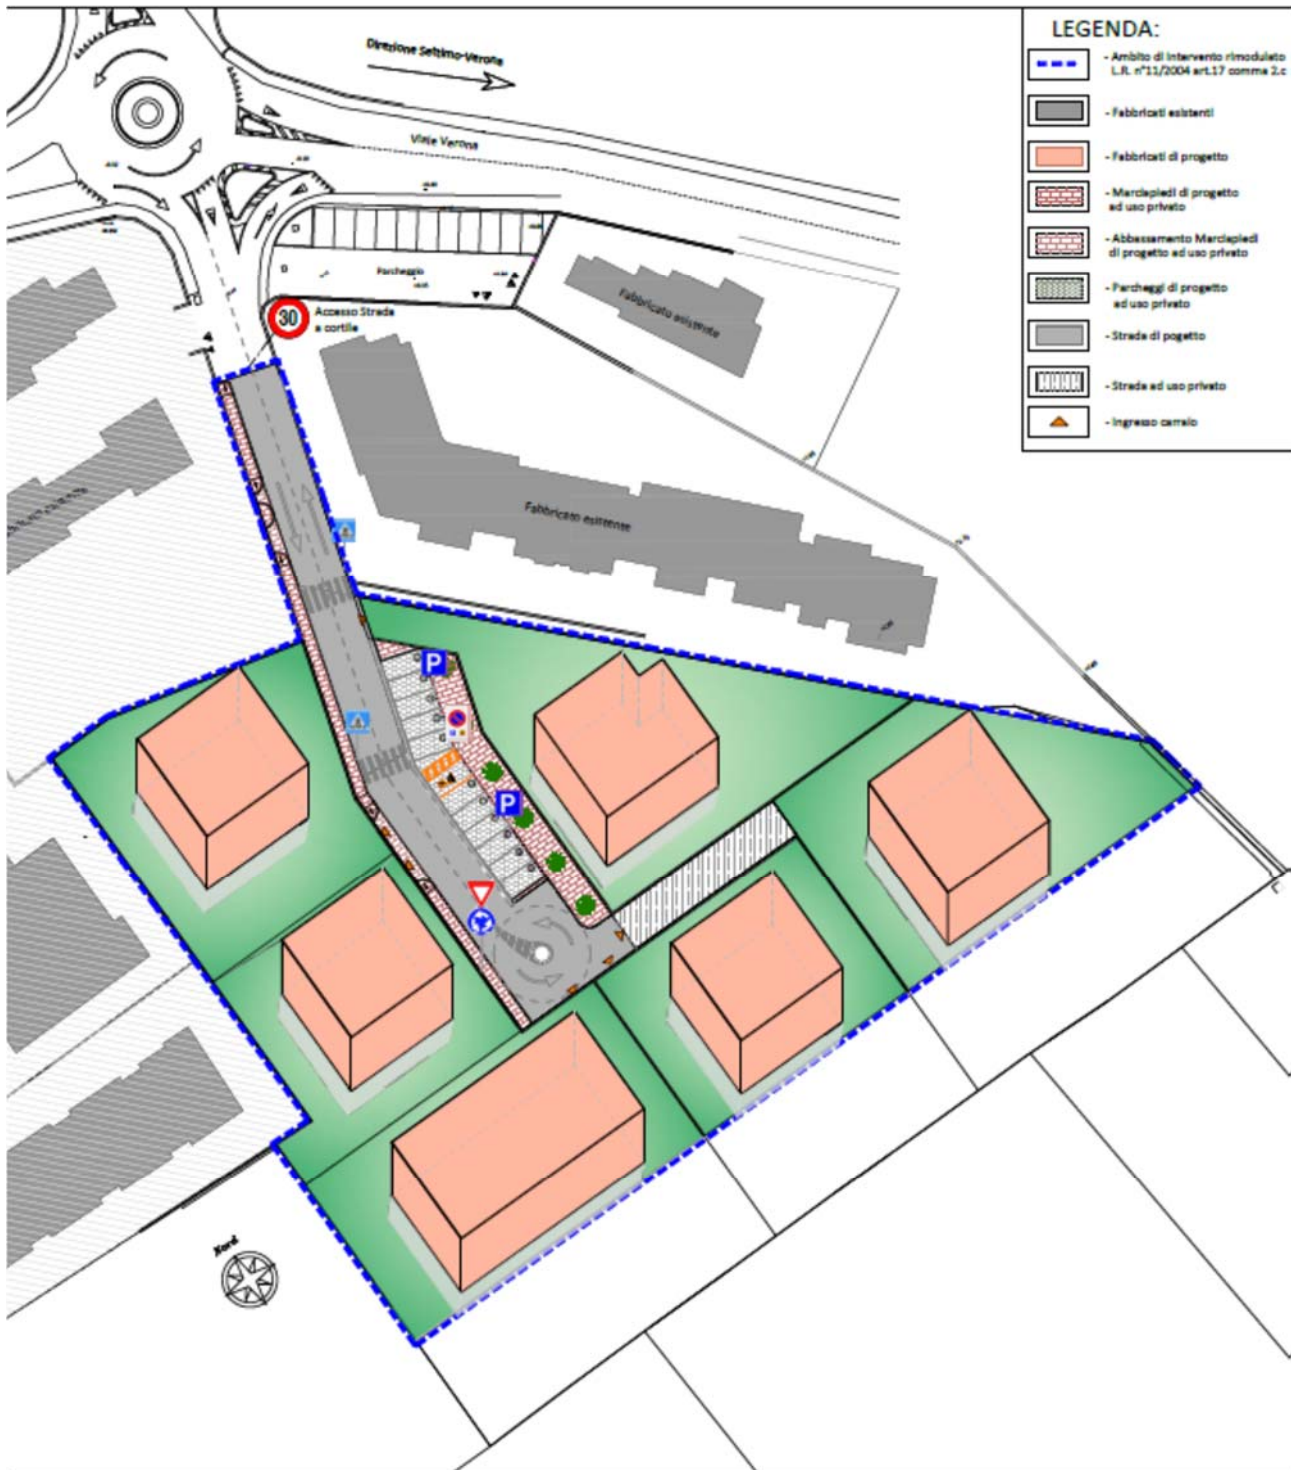 Direzione Settimo-Verona
Viale Verona
Parcheggio
30
Accesso Strada
a cortile
Fabbricato esistente
Fabbricato esistente
P
P
Nord
LEGENDA:
- Ambito di intervento rimodulato
L.R. n°11/2004 art.17 comma 2.c
- Fabbricati esistenti
- Fabbricati di progetto
- Marciapiedi di progetto
ad uso privato
- Abbassamento Marciapiedi
di progetto ad uso privato
- Parcheggi di progetto
ad uso privato
- Strada di pogetto
- Strada ad uso privato
- Ingresso carraio